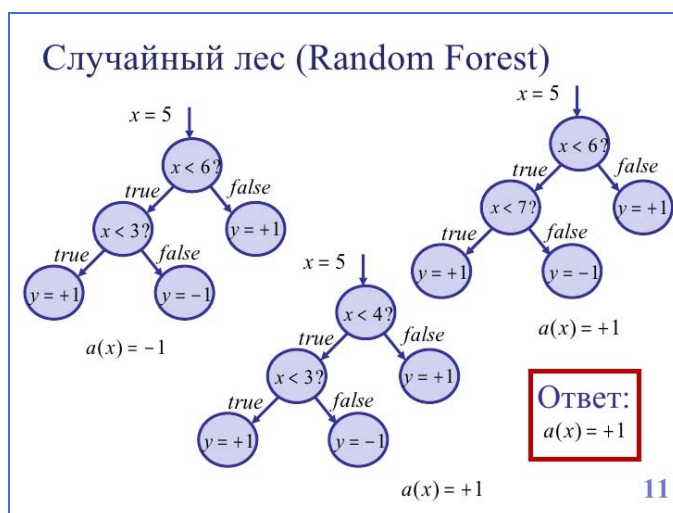 Случайный лес (Random Forest)
x = 5
x < 6?
true false
x < 3? y = +1
true false
y = +1 y = −1
a(x) = −1
x = 5
x < 4?
true false
x < 3? y = +1
true false
y = +1 y = −1
a(x) = +1
x = 5
x < 6?
true false
x < 7? y = +1
true false
y = +1 y = −1
a(x) = +1
Ответ:
a(x) = +1
11